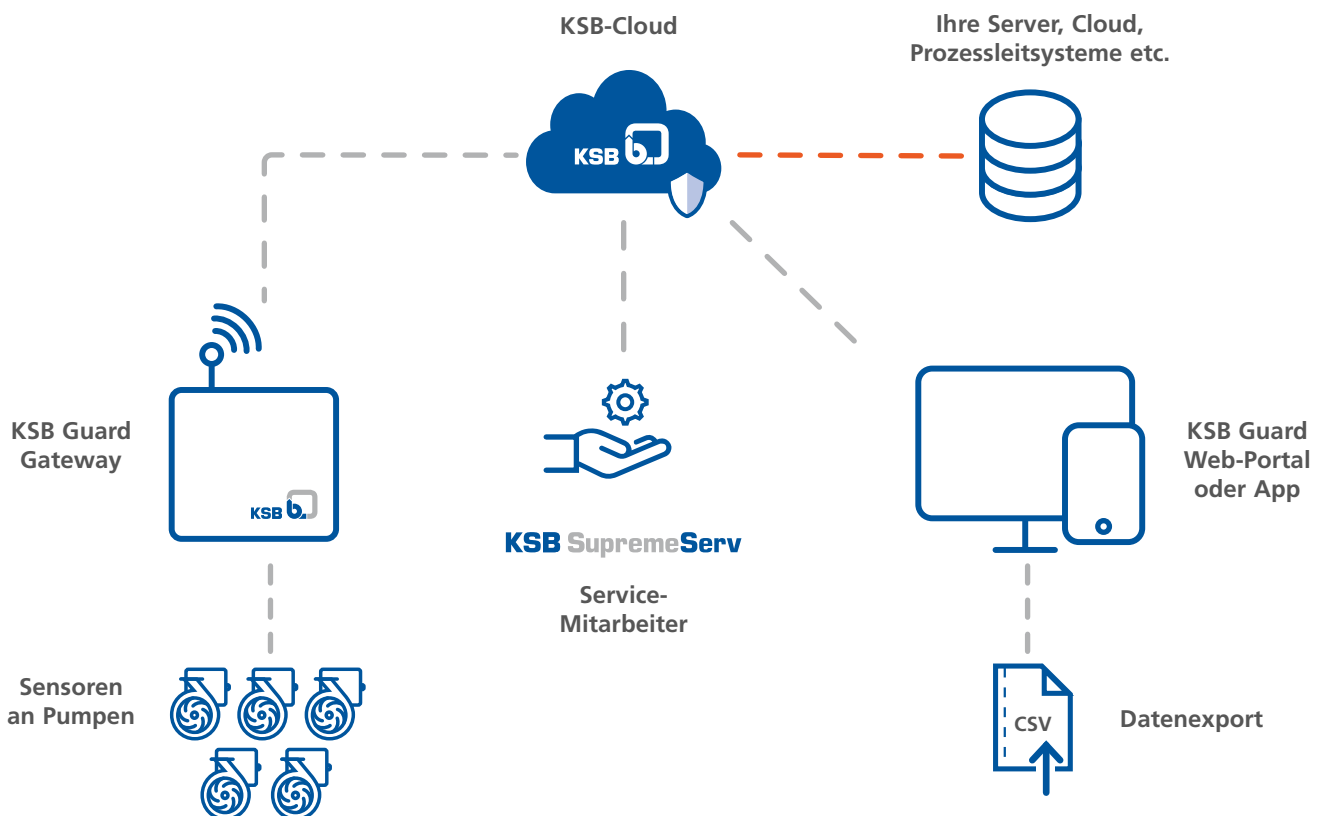 KSB-Cloud
Ihre Server, Cloud,
Prozessleitsysteme etc.
KSB
KSB Guard
Gateway
KSB
KSB SupremeServ
Service-
Mitarbeiter
KSB Guard
Web-Portal
oder App
Sensoren
an Pumpen
CSV
Datenexport